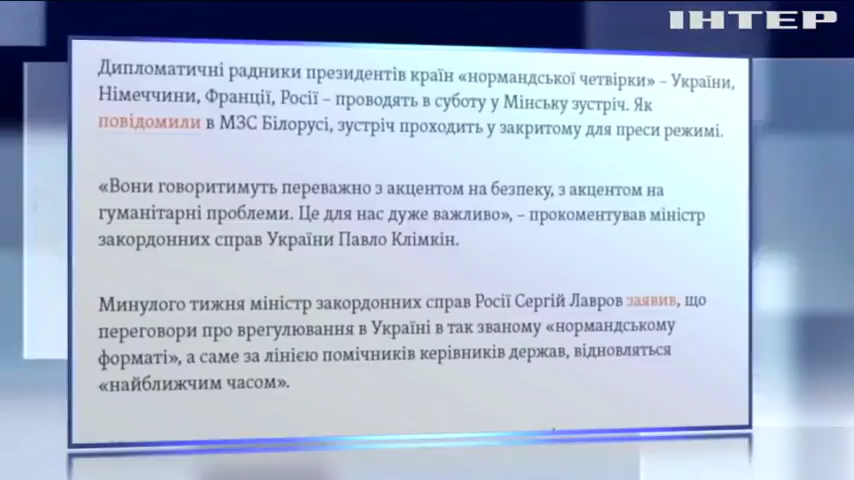 ІНТЕР
Дипломатичні радники президентів країн «нормандської четвірки» – України,
Німеччини, Франції, Росії – проводять в суботу у Мінську зустріч. Як
повідомили в МЗС Білорусі, зустріч проходить у закритому для преси режимі.
«Вони говоритимуть переважно з акцентом на безпеку, з акцентом на
гуманітарні проблеми. Це для нас дуже важливо», – прокоментував міністр
закордонних справ України Павло Клімкін.
Минулого тижня міністр закордонних справ Росії Сергій Лавров заявив, що
переговори про врегулювання в Україні в так званому «нормандському
форматі», а саме за лінією помічників керівників держав, відновляться
«найближчим часом».